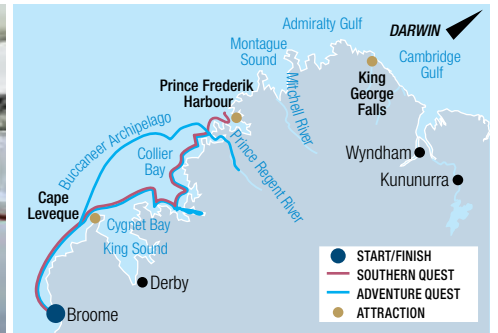 Admiralty Gulf
DARWIN
Montague
Sound
Cambridge
Gulf
Prince Frederik
Harbour
Mitchell River
King
George
Falls
Buccaneer Archipelago
Collier
Bay
Prince Regent River
Wyndham
Kununurra
Cape
Leveque
Cygnet Bay
King Sound
Derby
Broome
START/FINISH
SOUTHERN QUEST
ADVENTURE QUEST
ATTRACTION